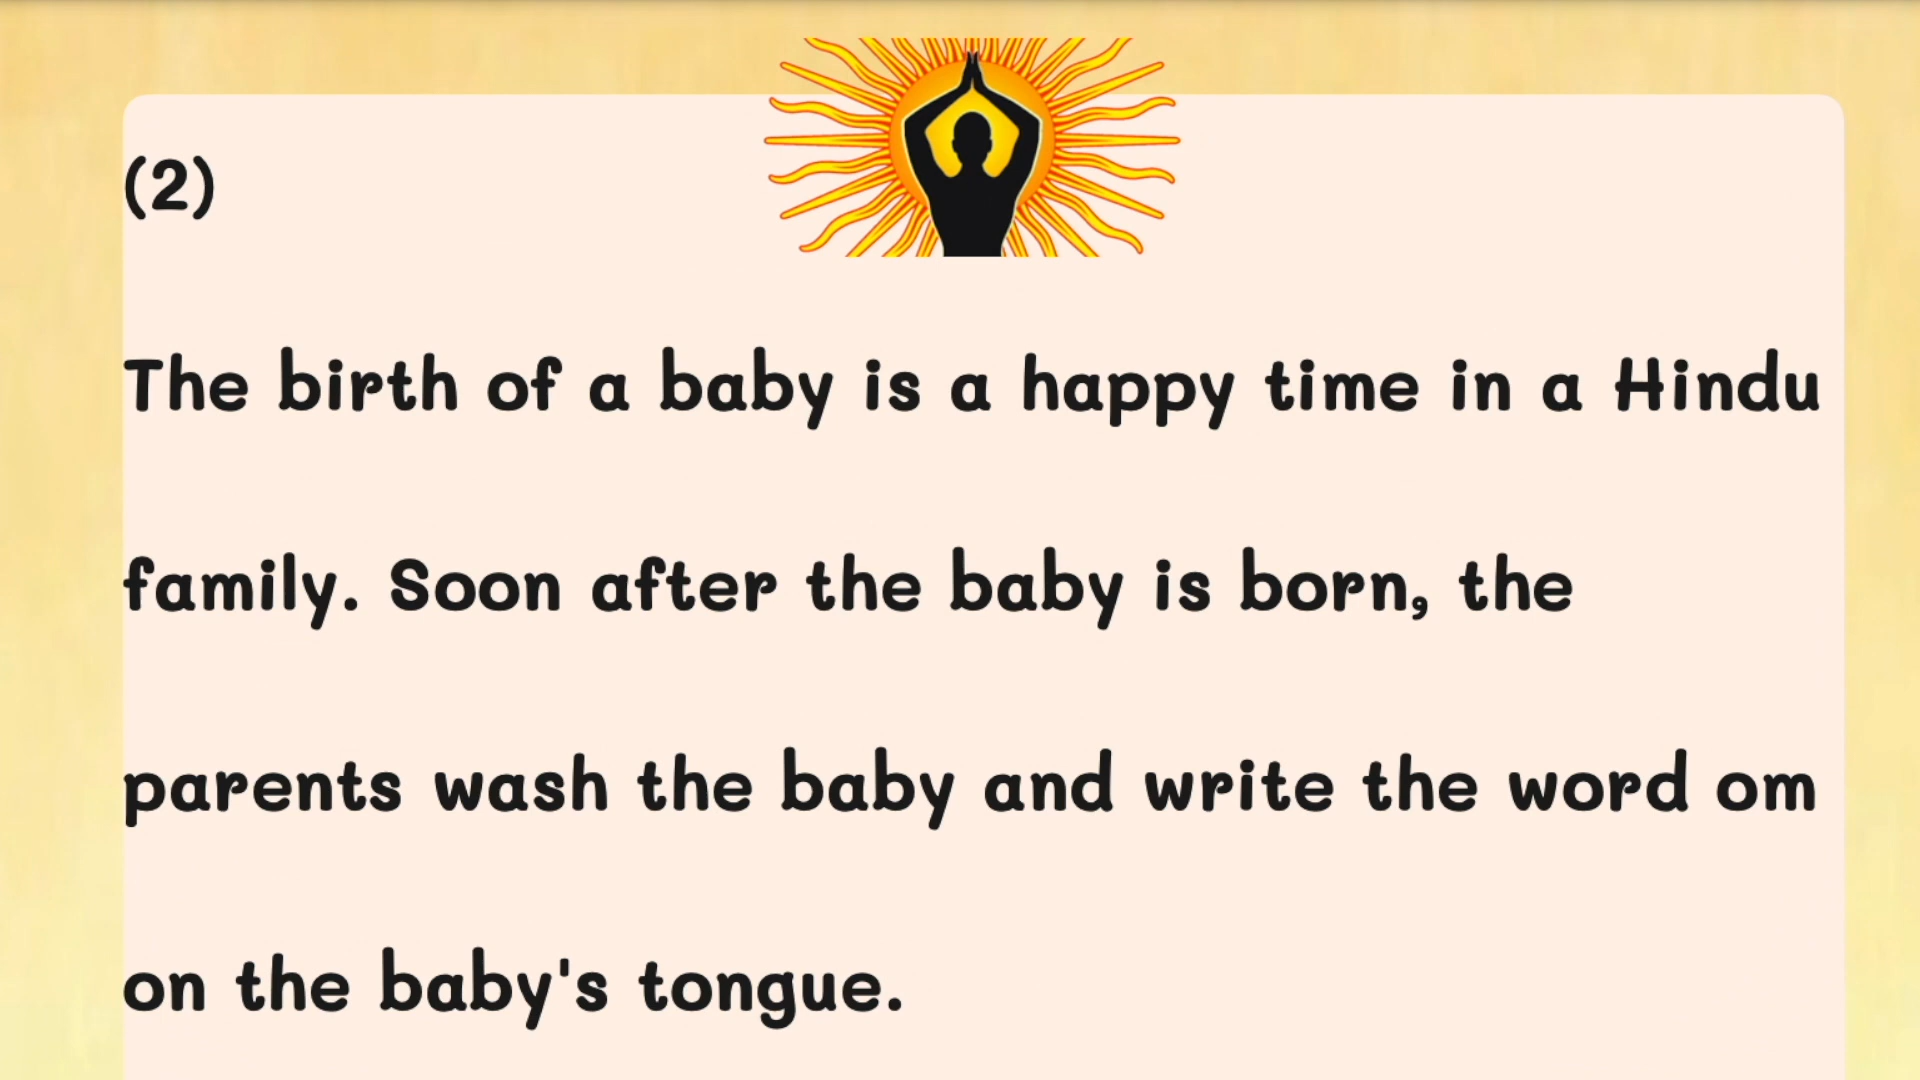 (2)
The birth of a baby is a happy time in a Hindu
family. Soon after the baby is born, the
parents wash the baby and write the word om
on the baby's tongue.